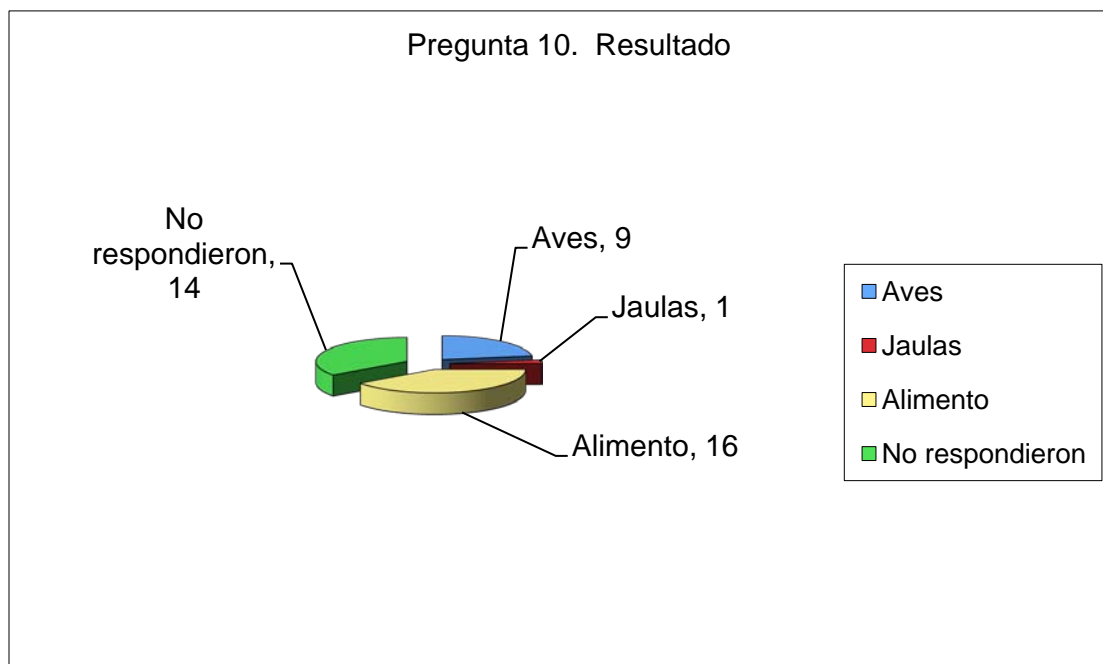 Pregunta 10.  Resultado
No
respondieron,
14
Aves, 9
Jaulas, 1
Alimento, 16
Aves
Jaulas
Alimento
No respondieron